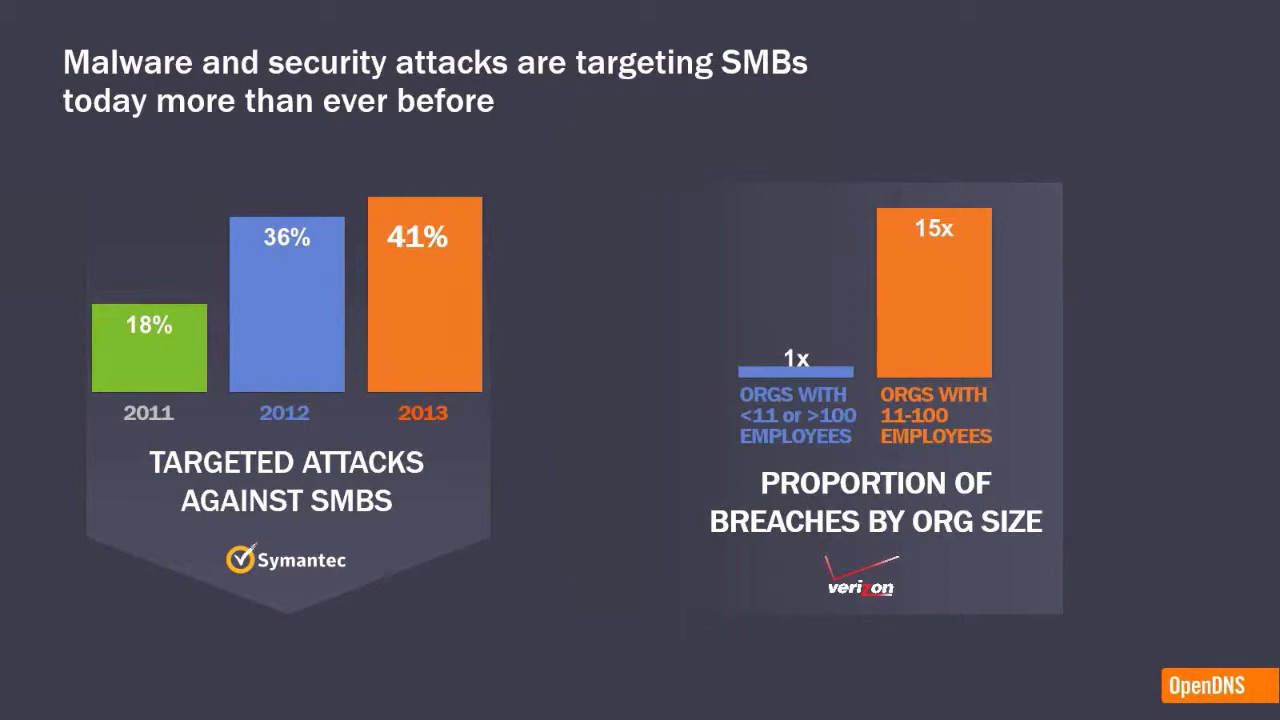 Malware and security attacks are targeting SMBs
today more than ever before
18%
36%
41%
2011
2012
2013
TARGETED ATTACKS
AGAINST SMBS
Symantec
1x
15x
ORGS WITH
<11 or >100
EMPLOYEES
ORGS WITH
11-100
EMPLOYEES
PROPORTION OF
BREACHES BY ORG SIZE
verizon
OpenDNS